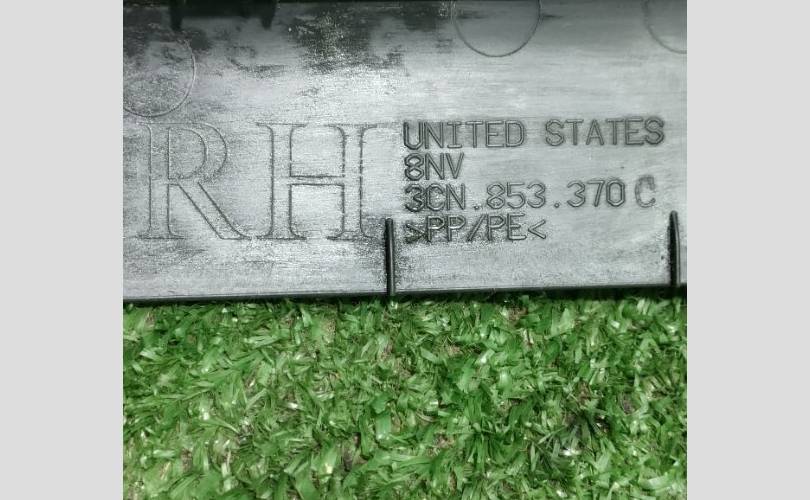 RH
UNITED STATES
8NV
3CN.853.370 C
>PP/PE<